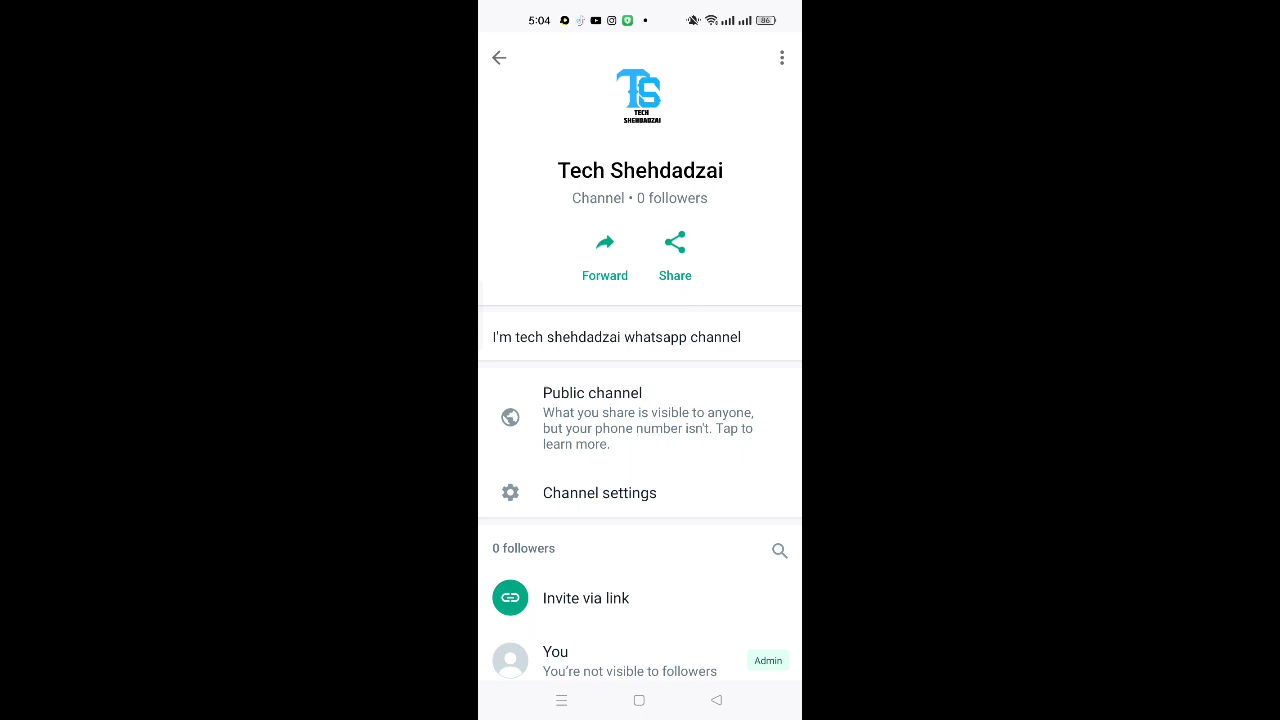 5:04
86
TS
TECH
SHEHDADZAI
Tech Shehdadzai
Channel • 0 followers
Forward Share
I'm tech shehdadzai whatsapp channel
Public channel
What you share is visible to anyone,
but your phone number isn't. Tap to
learn more.
Channel settings
0 followers
Invite via link
You
Admin
You're not visible to followers